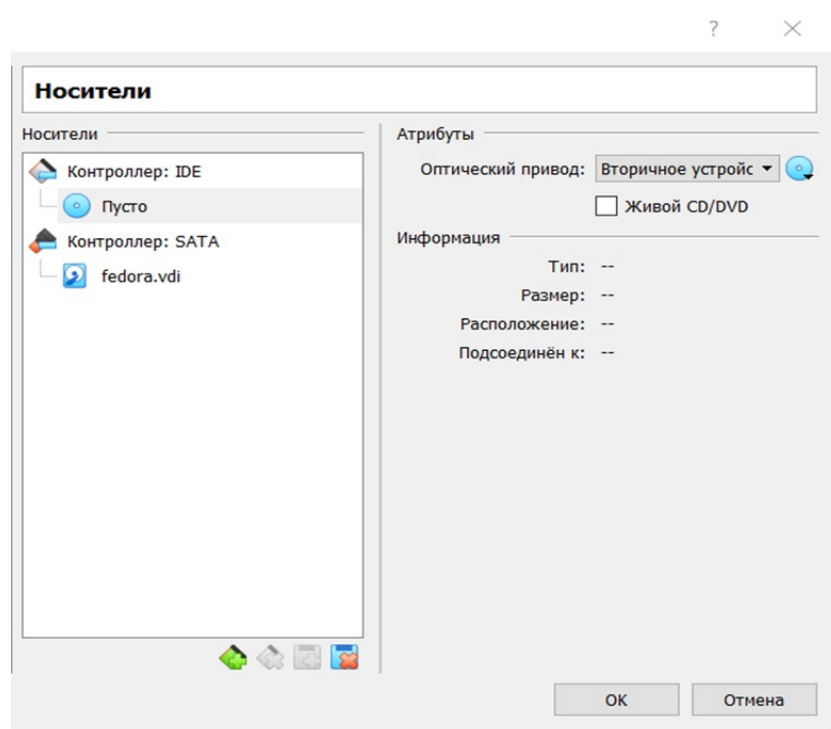 ?
Носители
Носители
Контроллер: IDE
Пусто
Контроллер: SATA
fedora.vdi
Атрибуты
Оптический привод: Вторичное устройс
Живой CD/DVD
Информация
Тип: --
Размер: --
Расположение: --
Подсоединён к: --
OK Отмена